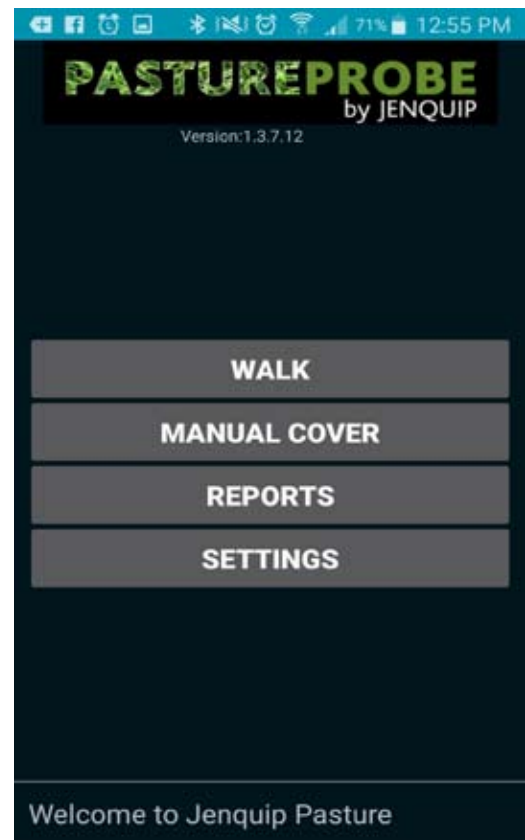 71% 12:55 PM
PASTUREPROBE
by JENQUIP
Version:1.3.7.12
WALK
MANUAL COVER
REPORTS
SETTINGS
Welcome to Jenquip Pasture